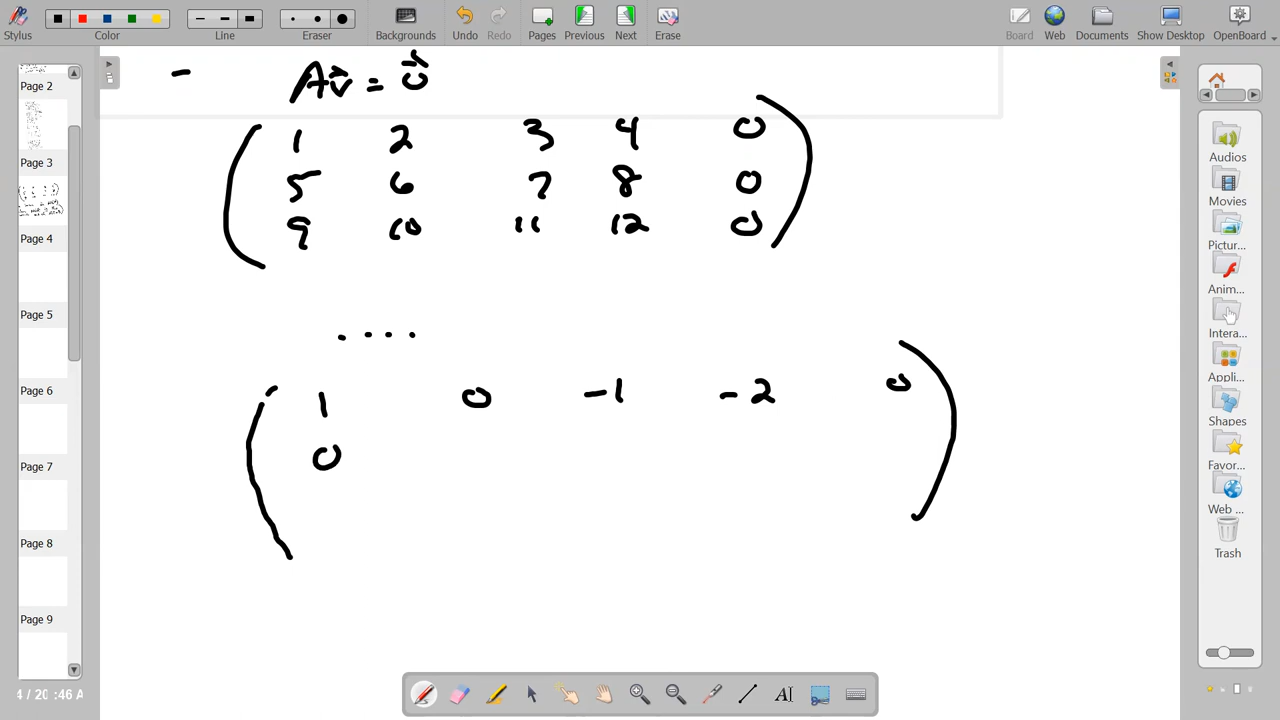 Stylus Color Line Eraser Backgrounds Undo Redo Pages Previous Next Erase Board Web Documents Show Desktop OpenBoard
Page 2
Page 3
Page 4
Page 5
Page 6
Page 7
Page 8
Page 9
4 / 20 :46 A
- Av⃗ = 0⃗
( 1 2 3 4 0 )
5 6 7 8 0
9 10 11 12 0
. . . .
( 1 0 -1 -2 0 )
0
Audios
Movies
Pictur...
Anim...
Intera...
Appli...
Shapes
Favor...
Web ...
Trash